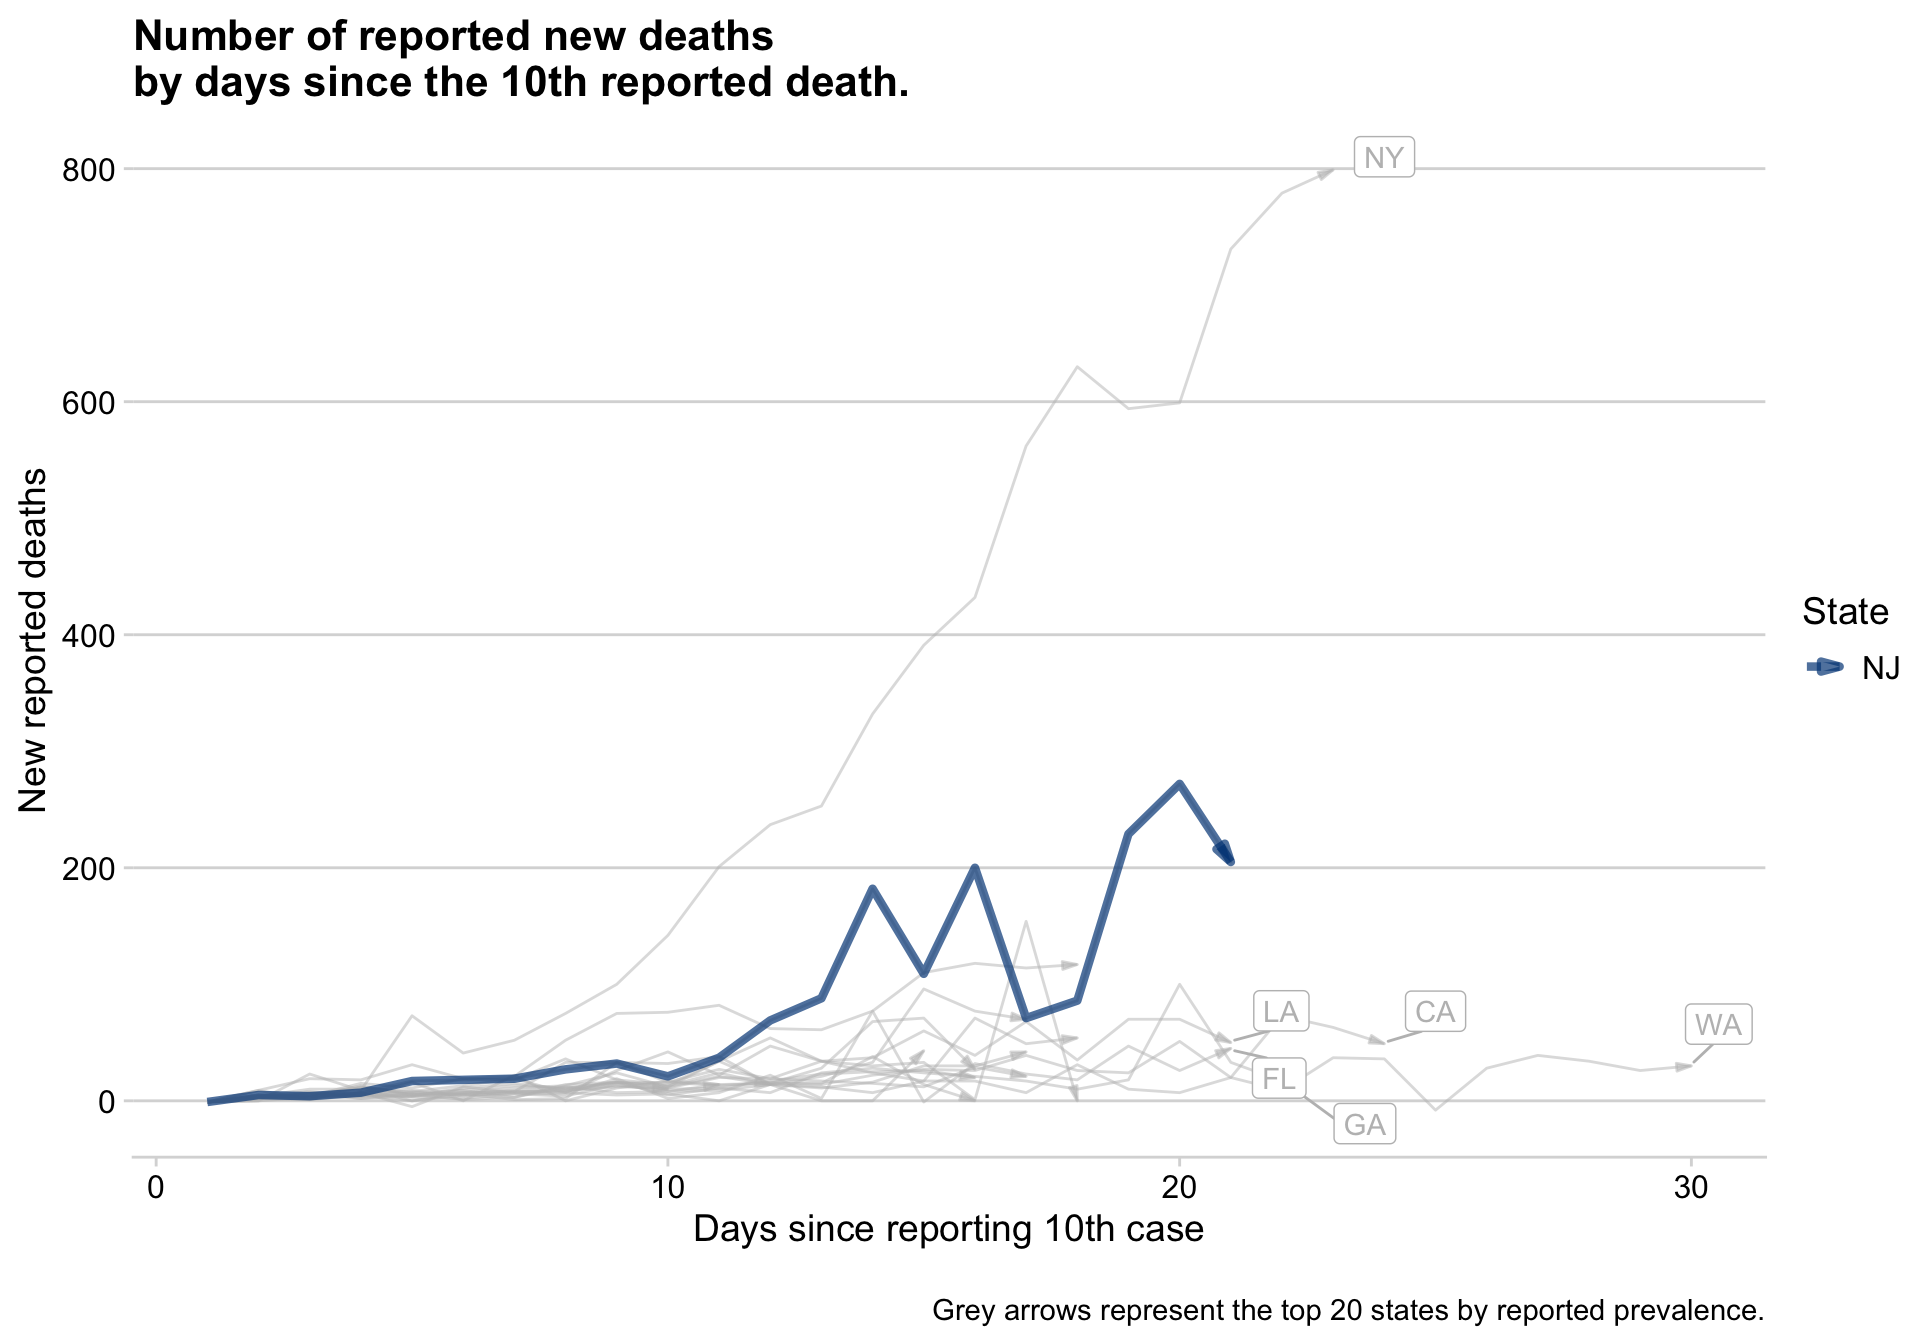 Number of reported new deaths
by days since the 10th reported death.
NY
800
600
400
200
0
New reported deaths
State
NJ
LA
CA
WA
FL
GA
0
10
20
30
Days since reporting 10th case
Grey arrows represent the top 20 states by reported prevalence.